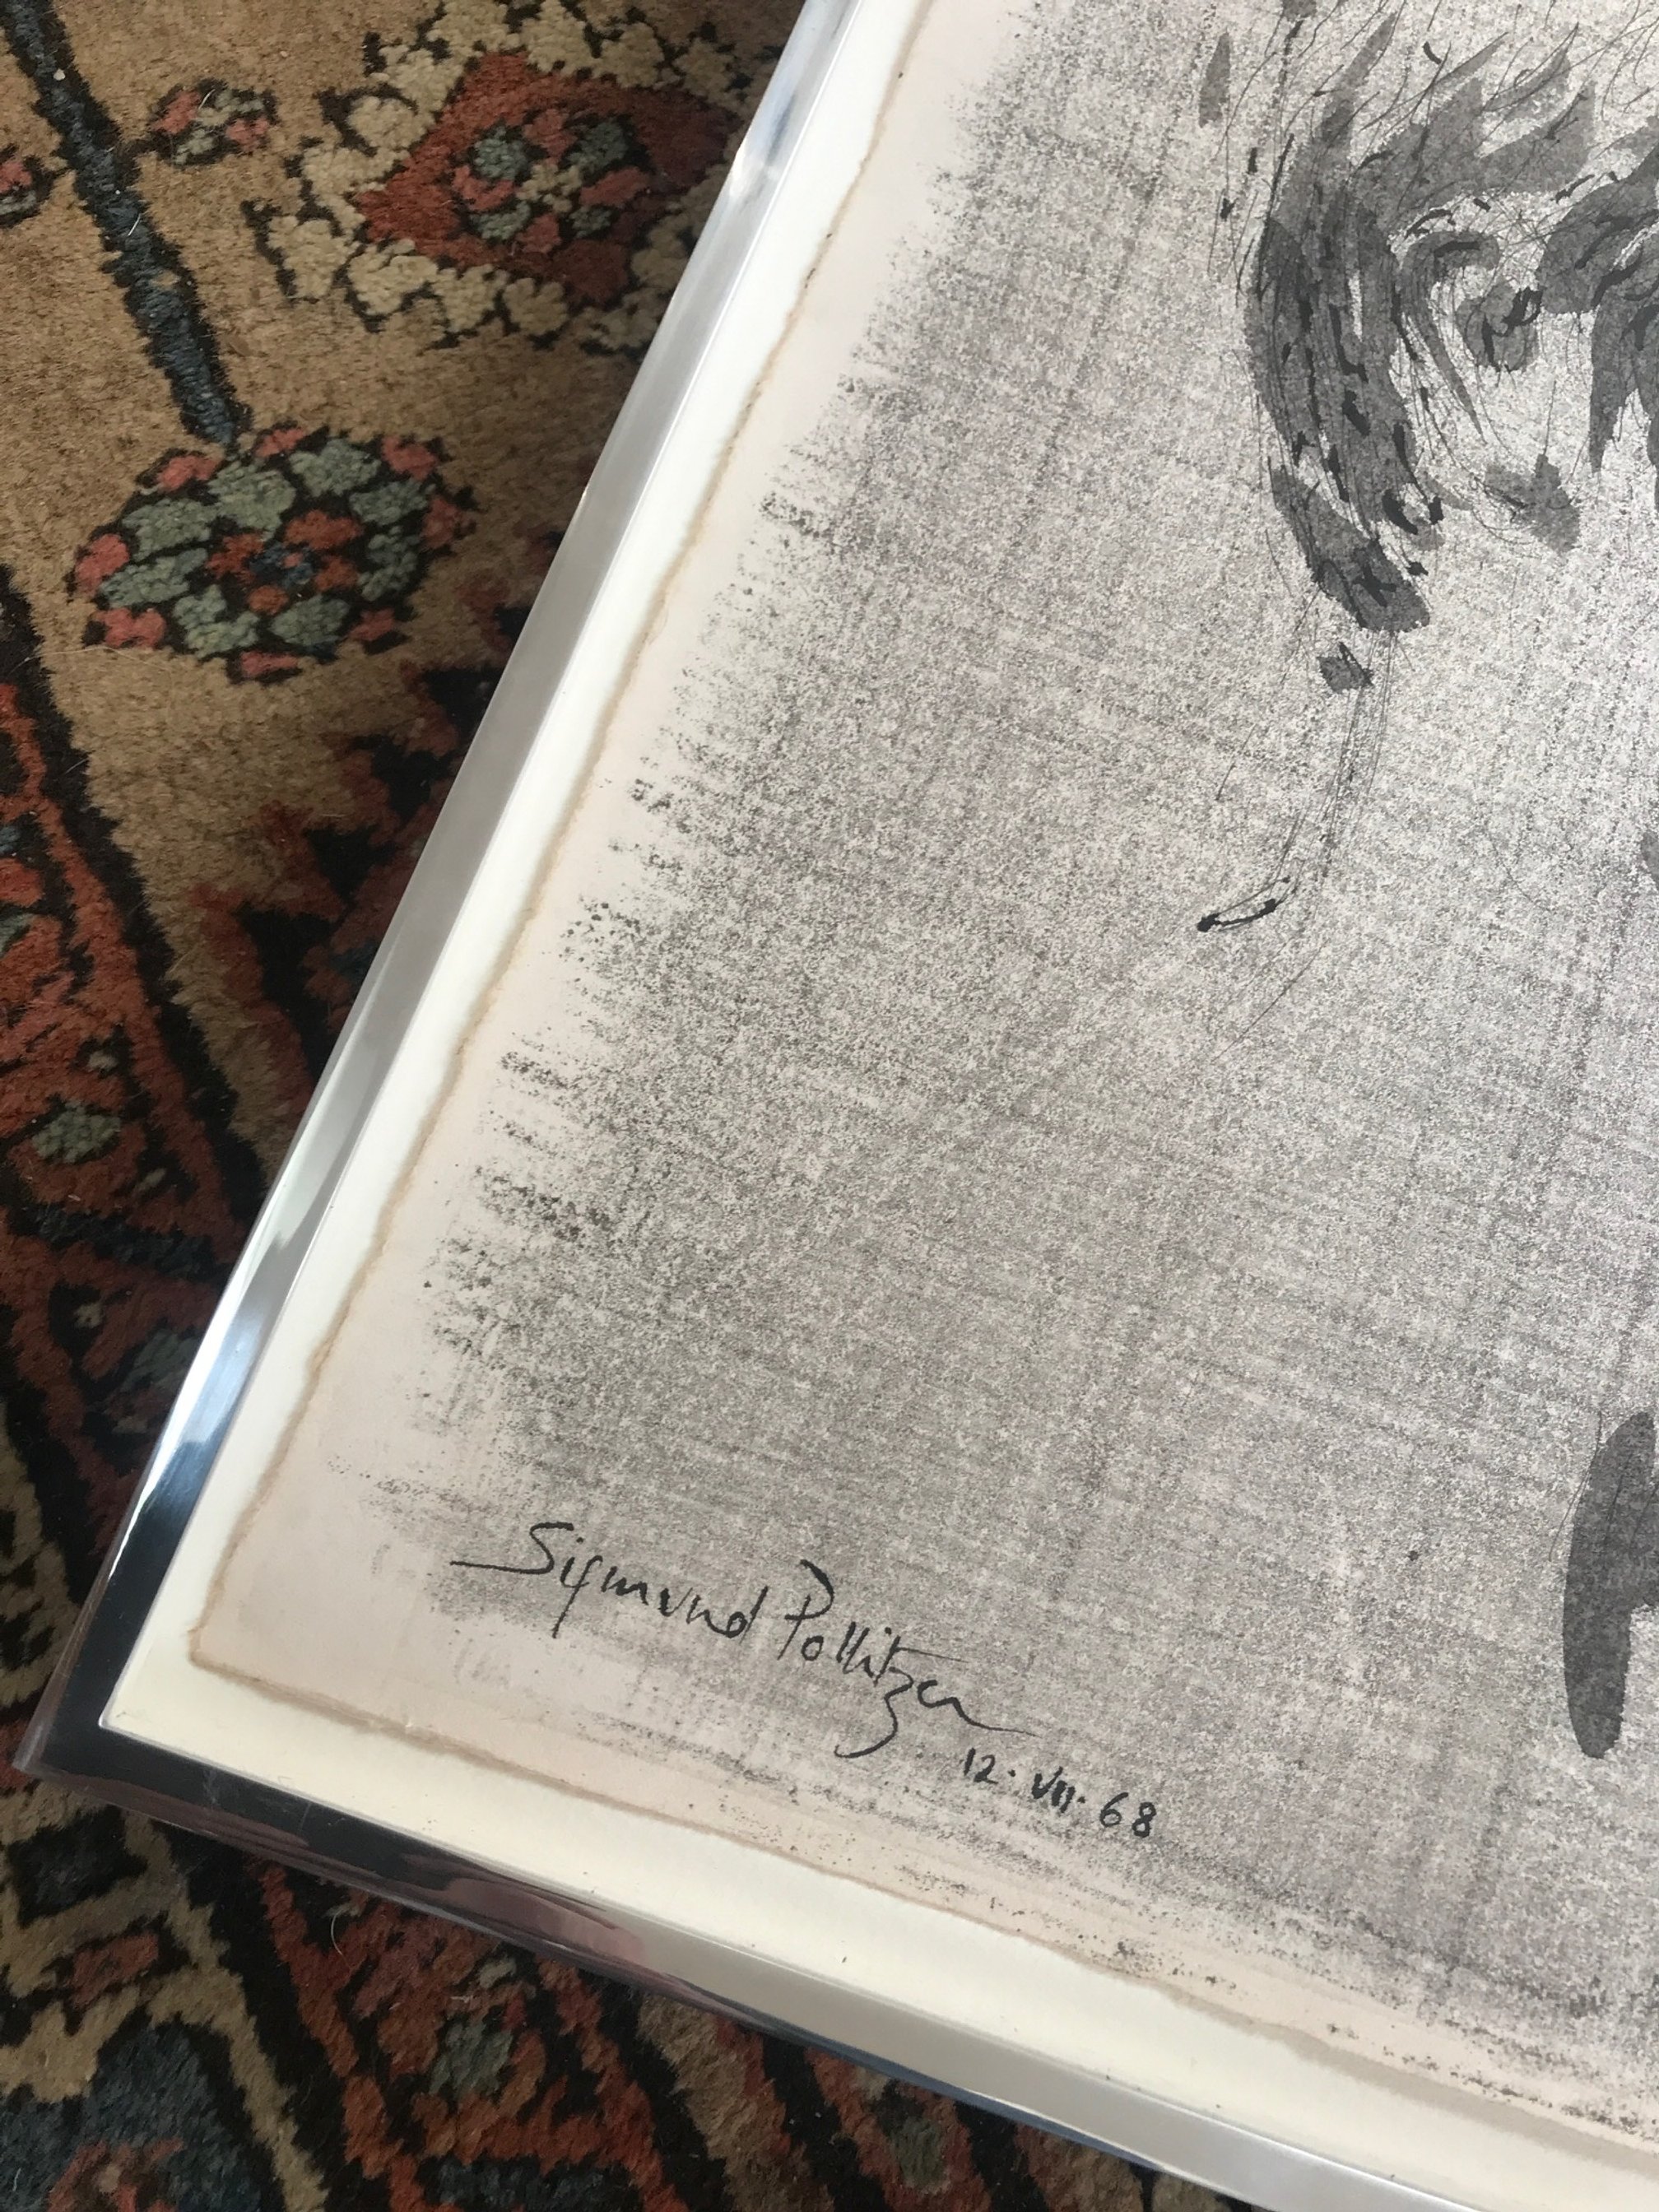 Sigmund Pollitzer
12. VII. 68